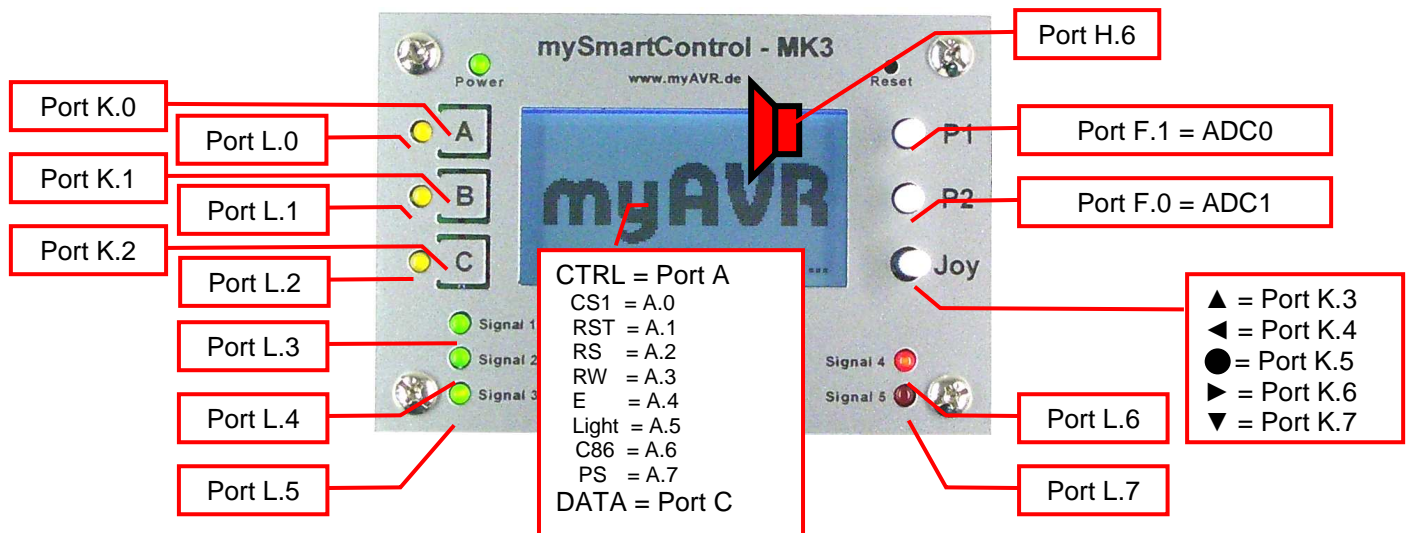 mySmartControl - MK3
www.myAVR.de
Power
Reset
Port H.6
Port K.0
A
Port L.0
P1
Port F.1 = ADC0
Port K.1
B
Port L.1
P2
Port F.0 = ADC1
myAVR
Port K.2
C
Port L.2
Joy
▲ = Port K.3
◄ = Port K.4
● = Port K.5
► = Port K.6
▼ = Port K.7
CTRL = Port A
CS1 = A.0
RST = A.1
RS = A.2
RW = A.3
E = A.4
Light = A.5
C86 = A.6
PS = A.7
DATA = Port C
Signal 1
Port L.3
Signal 2
Port L.4
Signal 3
Port L.5
Signal 4
Port L.6
Signal 5
Port L.7